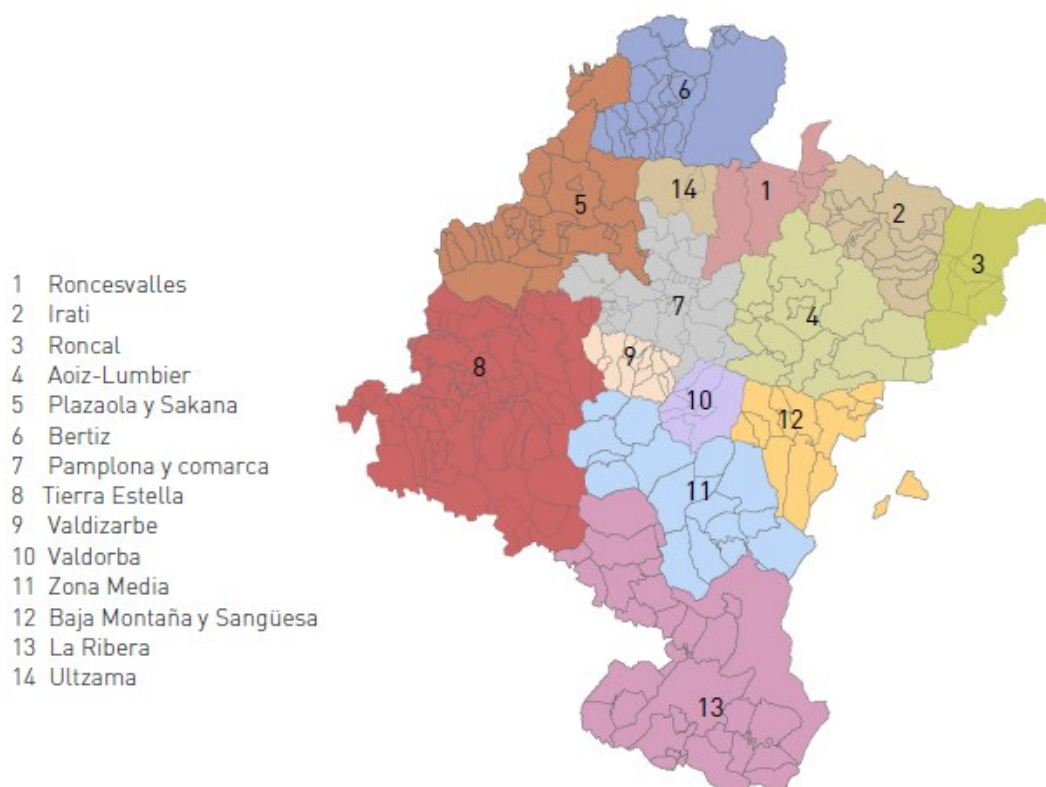 6
14
1
5
2
3
7
4
8
9
10
12
11
13
1 Roncesvalles
2 Irati
3 Roncal
4 Aoiz-Lumbier
5 Plazaola y Sakana
6 Bertiz
7 Pamplona y comarca
8 Tierra Estella
9 Valdizarbe
10 Valdorba
11 Zona Media
12 Baja Montaña y Sangüesa
13 La Ribera
14 Ultzama